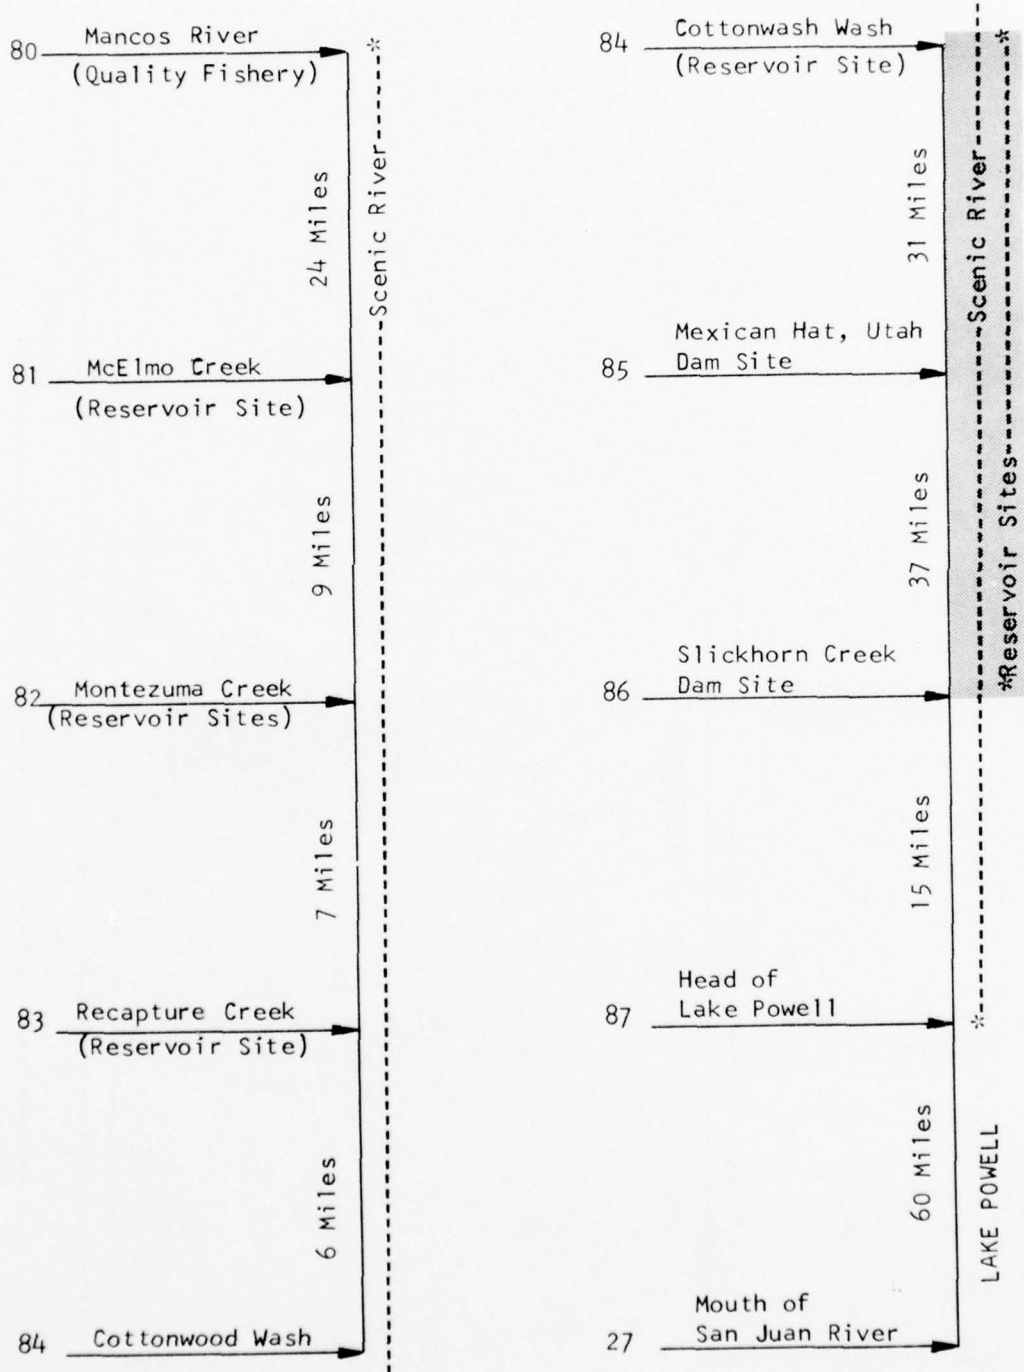 80 Mancos River
(Quality Fishery)
24 Miles
*---Scenic River---
81 McElmo Creek
(Reservoir Site)
9 Miles
82 Montezuma Creek
(Reservoir Sites)
7 Miles
83 Recapture Creek
(Reservoir Site)
6 Miles
84 Cottonwood Wash
84 Cottonwash Wash
(Reservoir Site)
31 Miles
---Scenic River---*
*Reservoir Sites---*
Mexican Hat, Utah
85 Dam Site
37 Miles
Slickhorn Creek
86 Dam Site
15 Miles
Head of
87 Lake Powell
60 Miles
LAKE POWELL
Mouth of
27 San Juan River